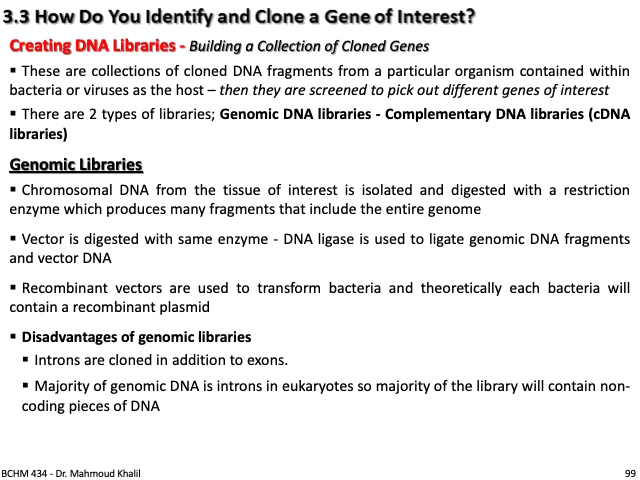 3.3 How Do You Identify and Clone a Gene of Interest?
Creating DNA Libraries - Building a Collection of Cloned Genes
▪ These are collections of cloned DNA fragments from a particular organism contained within
bacteria or viruses as the host – then they are screened to pick out different genes of interest
▪ There are 2 types of libraries; Genomic DNA libraries - Complementary DNA libraries (cDNA
libraries)
Genomic Libraries
▪ Chromosomal DNA from the tissue of interest is isolated and digested with a restriction
enzyme which produces many fragments that include the entire genome
▪ Vector is digested with same enzyme - DNA ligase is used to ligate genomic DNA fragments
and vector DNA
▪ Recombinant vectors are used to transform bacteria and theoretically each bacteria will
contain a recombinant plasmid
▪ Disadvantages of genomic libraries
▪ Introns are cloned in addition to exons.
▪ Majority of genomic DNA is introns in eukaryotes so majority of the library will contain non-
coding pieces of DNA
BCHM 434 - Dr. Mahmoud Khalil
99